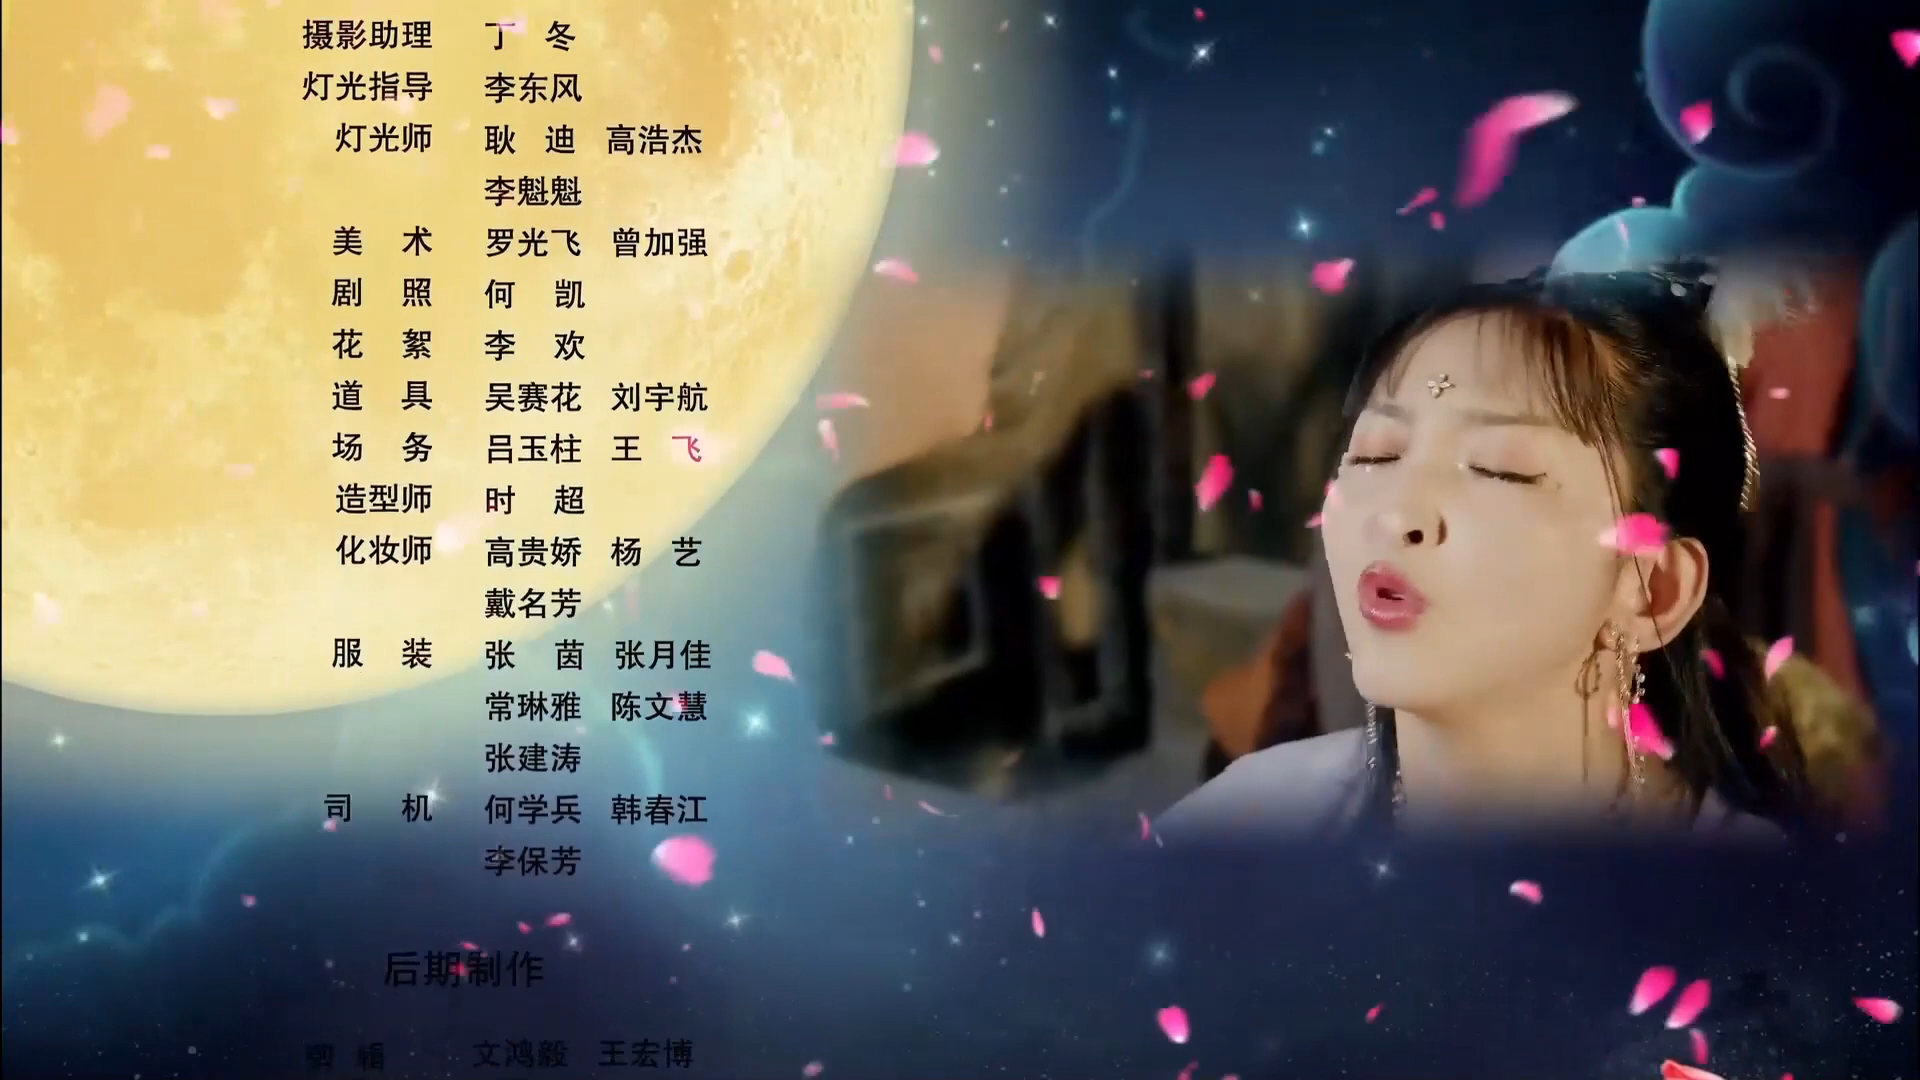 摄影助理 丁冬
灯光指导 李东风
灯光师 耿迪 高浩杰
李魁魁
美术 罗光飞 曾加强
剧照 何凯
花絮 李欢
道具 吴赛花 刘宇航
场务 吕玉柱 王飞
造型师 时超
化妆师 高贵娇 杨艺
戴名芳
服装 张茵 张月佳
常琳雅 陈文慧
张建涛
司机 何学兵 韩春江
李保芳
后期制作
剪辑 文鸿毅 王宏博